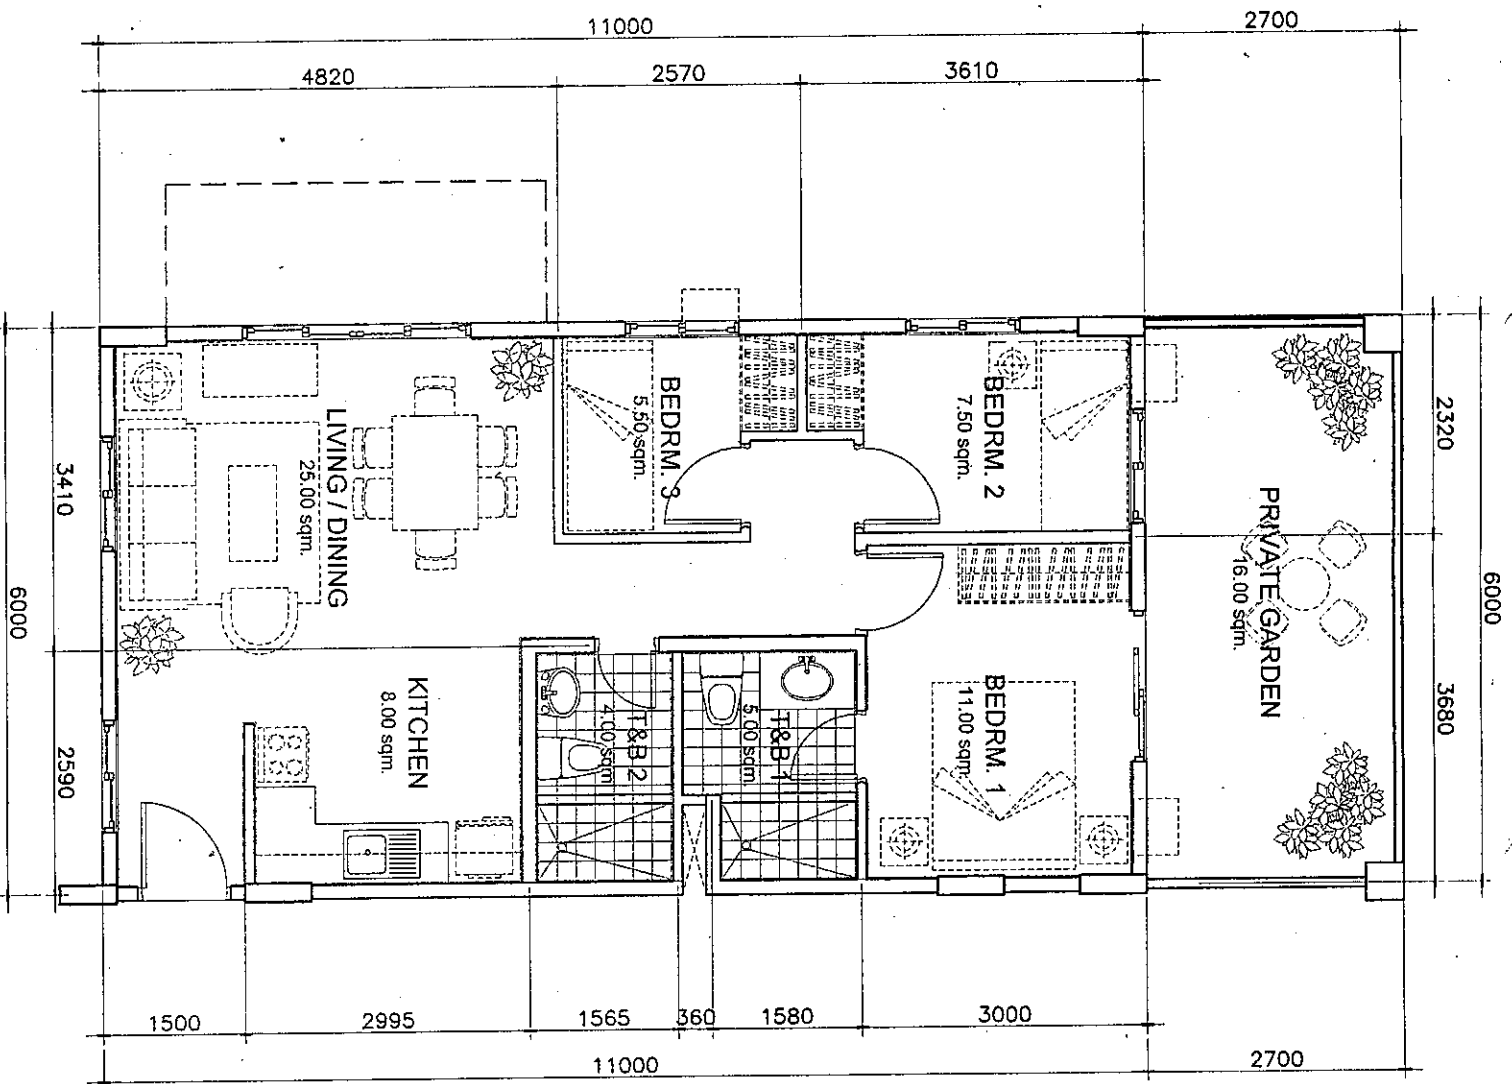 11000
2700
4820
2570
3610
LIVING / DINING
25.00 sqm.
BEDRM. 3
5.50 sqm.
BEDRM. 2
7.50 sqm.
PRIVATE GARDEN
16.00 sqm.
KITCHEN
8.00 sqm.
T&B 2
4.00 sqm
T&B 1
5.00 sqm
BEDRM. 1
11.00 sqm.
6000
3410
2590
2320
3680
6000
1500
2995
1565
360
1580
3000
11000
2700